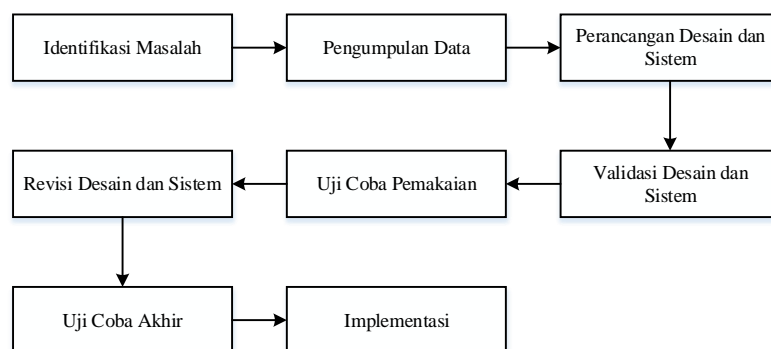 Identifikasi Masalah
Pengumpulan Data
Perancangan Desain dan
Sistem
Validasi Desain dan
Sistem
Uji Coba Pemakaian
Revisi Desain dan Sistem
Uji Coba Akhir
Implementasi